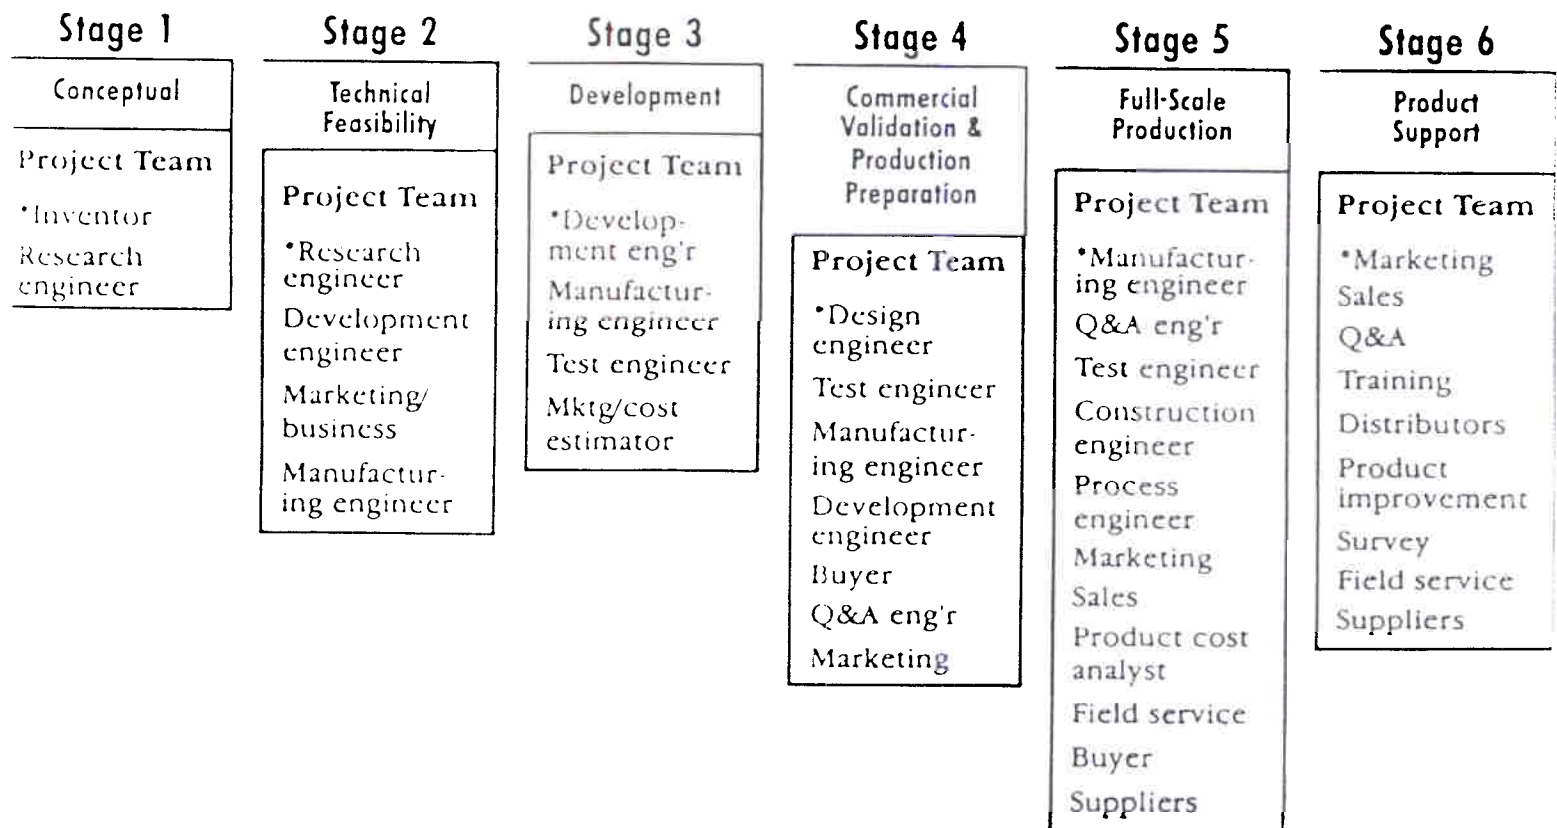 Stage 1
Conceptual
Project Team
•Inventor
Research
engineer
Stage 2
Technical
Feasibility
Project Team
•Research
engineer
Development
engineer
Marketing/
business
Manufactur-
ing engineer
Stage 3
Development
Project Team
•Develop-
ment eng'r
Manufactur-
ing engineer
Test engineer
Mktg/cost
estimator
Stage 4
Commercial
Validation &
Production
Preparation
Project Team
•Design
engineer
Test engineer
Manufactur-
ing engineer
Development
engineer
Buyer
Q&A eng'r
Marketing
Stage 5
Full-Scale
Production
Project Team
•Manufactur-
ing engineer
Q&A eng'r
Test engineer
Construction
engineer
Process
engineer
Marketing
Sales
Product cost
analyst
Field service
Buyer
Suppliers
Stage 6
Product
Support
Project Team
•Marketing
Sales
Q&A
Training
Distributors
Product
improvement
Survey
Field service
Suppliers